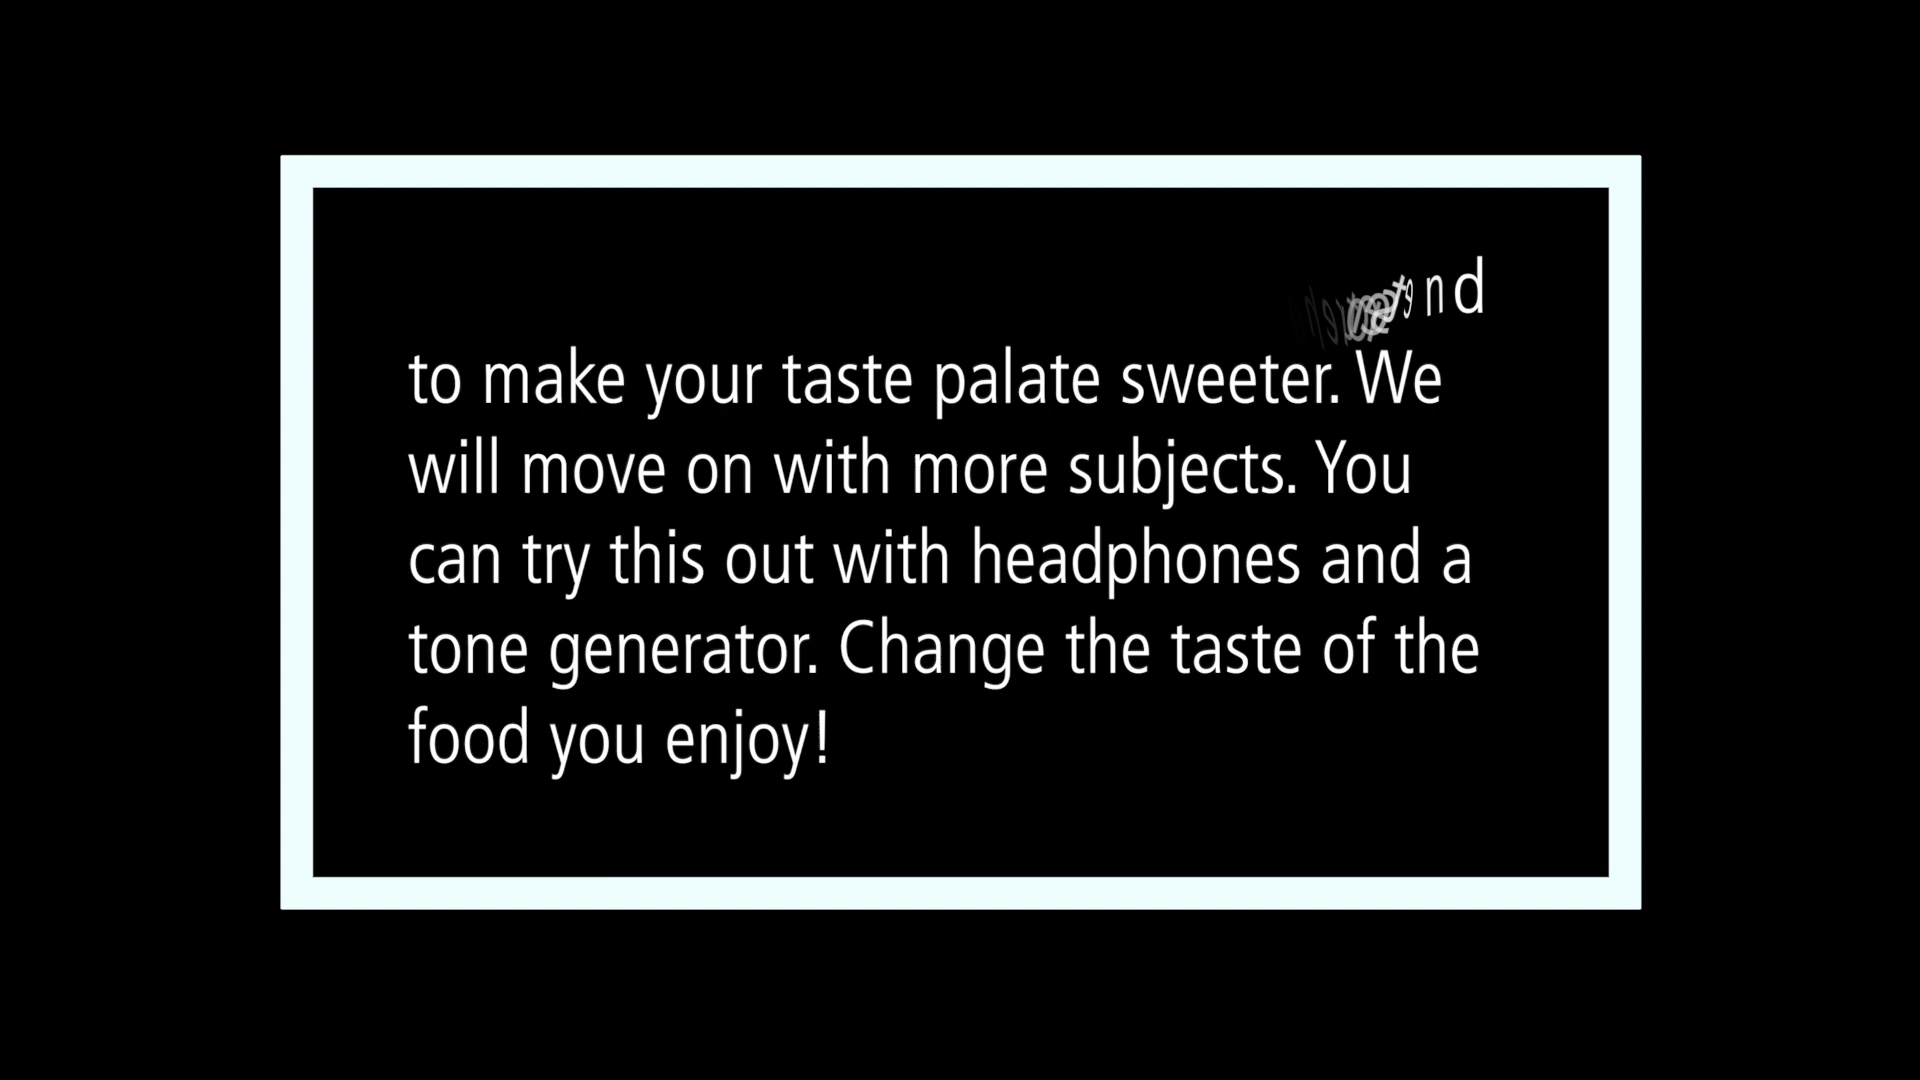 to make your taste palate sweeter. We
will move on with more subjects. You
can try this out with headphones and a
tone generator. Change the taste of the
food you enjoy!